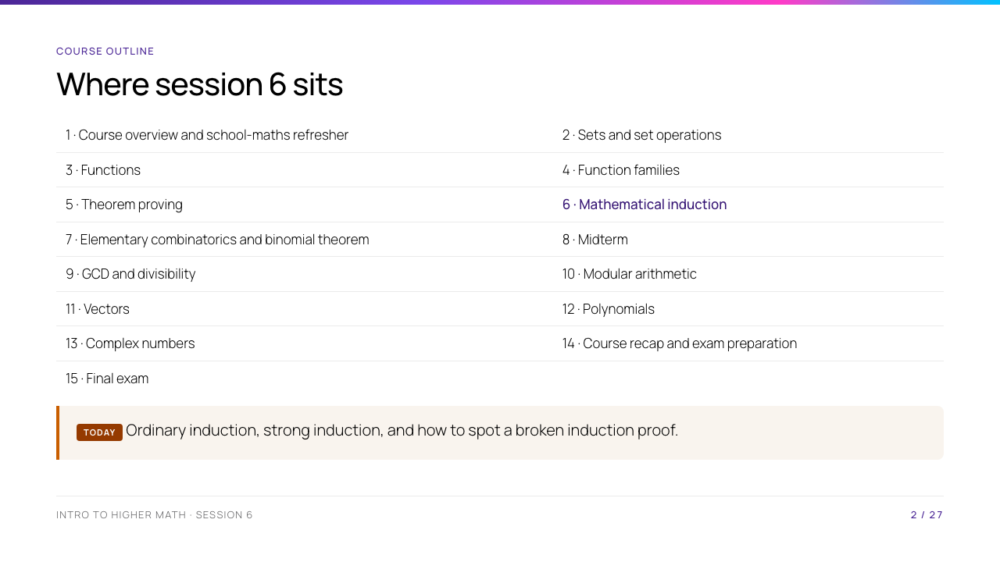 COURSE OUTLINE
Where session 6 sits
1 · Course overview and school-maths refresher
2 · Sets and set operations
3 · Functions
4 · Function families
5 · Theorem proving
6 · Mathematical induction
7 · Elementary combinatorics and binomial theorem
8 · Midterm
9 · GCD and divisibility
10 · Modular arithmetic
11 · Vectors
12 · Polynomials
13 · Complex numbers
14 · Course recap and exam preparation
15 · Final exam
TODAY Ordinary induction, strong induction, and how to spot a broken induction proof.
INTRO TO HIGHER MATH · SESSION 6
2 / 27